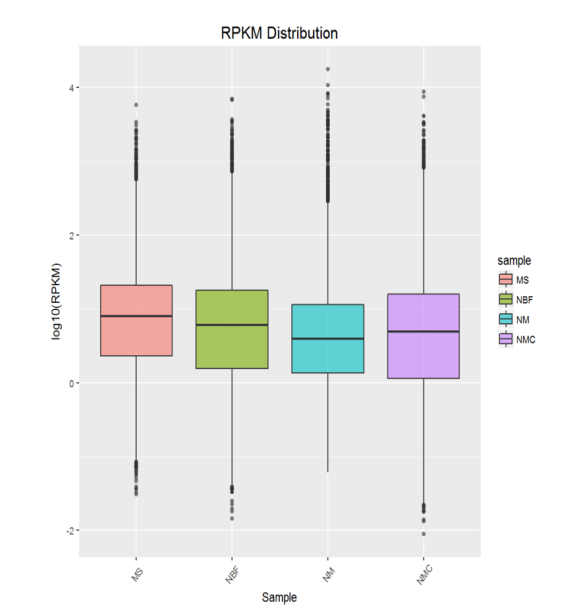 RPKM Distribution
log10(RPKM)
4
2
0
-2
MS
NBF
NM
NMC
Sample
sample
MS
NBF
NM
NMC